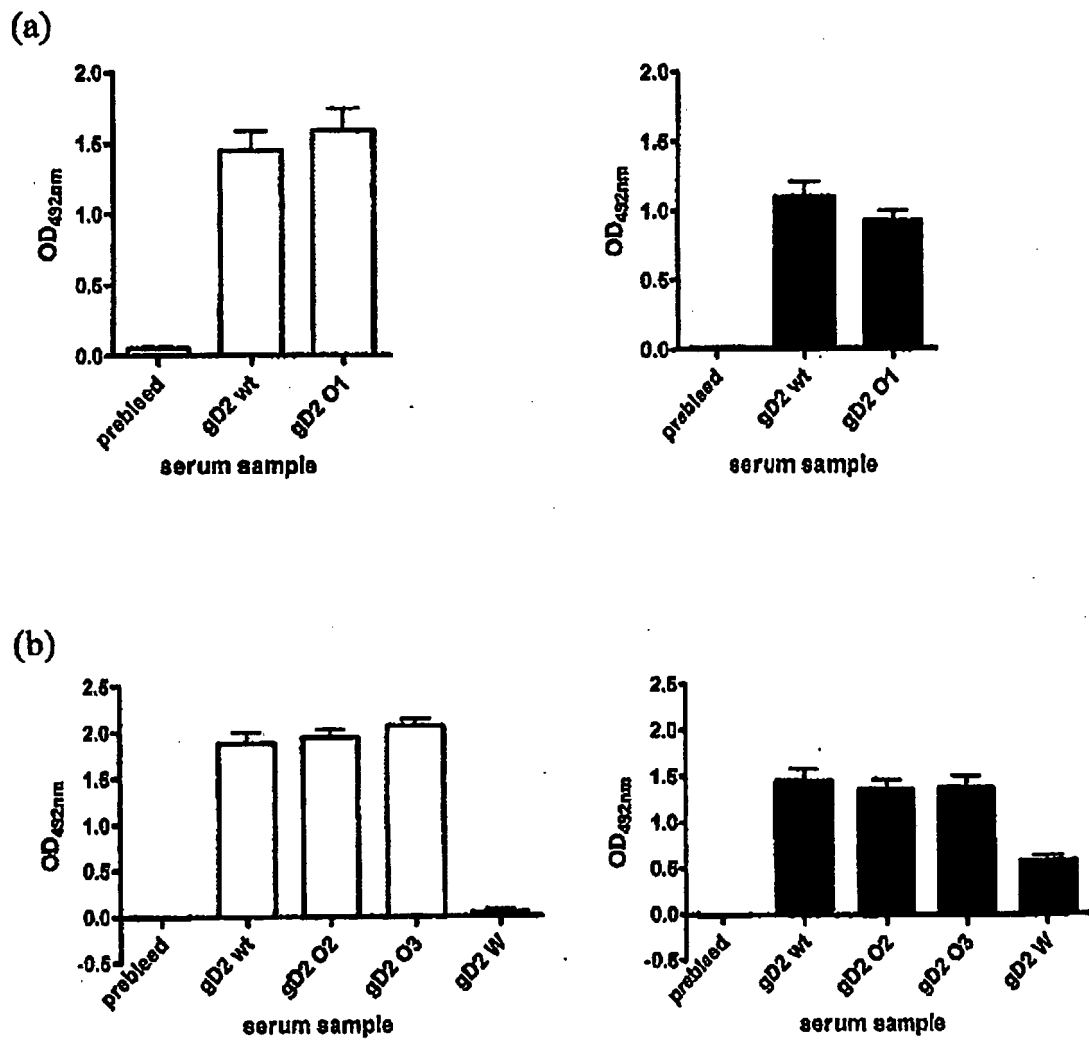 (a)
2.0
1.5
1.0
0.5
0.0
OD492nm
prebleed
gD2 wt
gD2 O1
serum sample
2.0
1.5
1.0
0.5
0.0
OD492nm
prebleed
gD2 wt
gD2 O1
serum sample
(b)
2.5
2.0
1.5
1.0
0.5
0.0
-0.5
OD492nm
prebleed
gD2 wt
gD2 O2
gD2 O3
gD2 W
serum sample
2.5
2.0
1.5
1.0
0.5
0.0
-0.5
OD492nm
prebleed
gD2 wt
gD2 O2
gD2 O3
gD2 W
serum sample